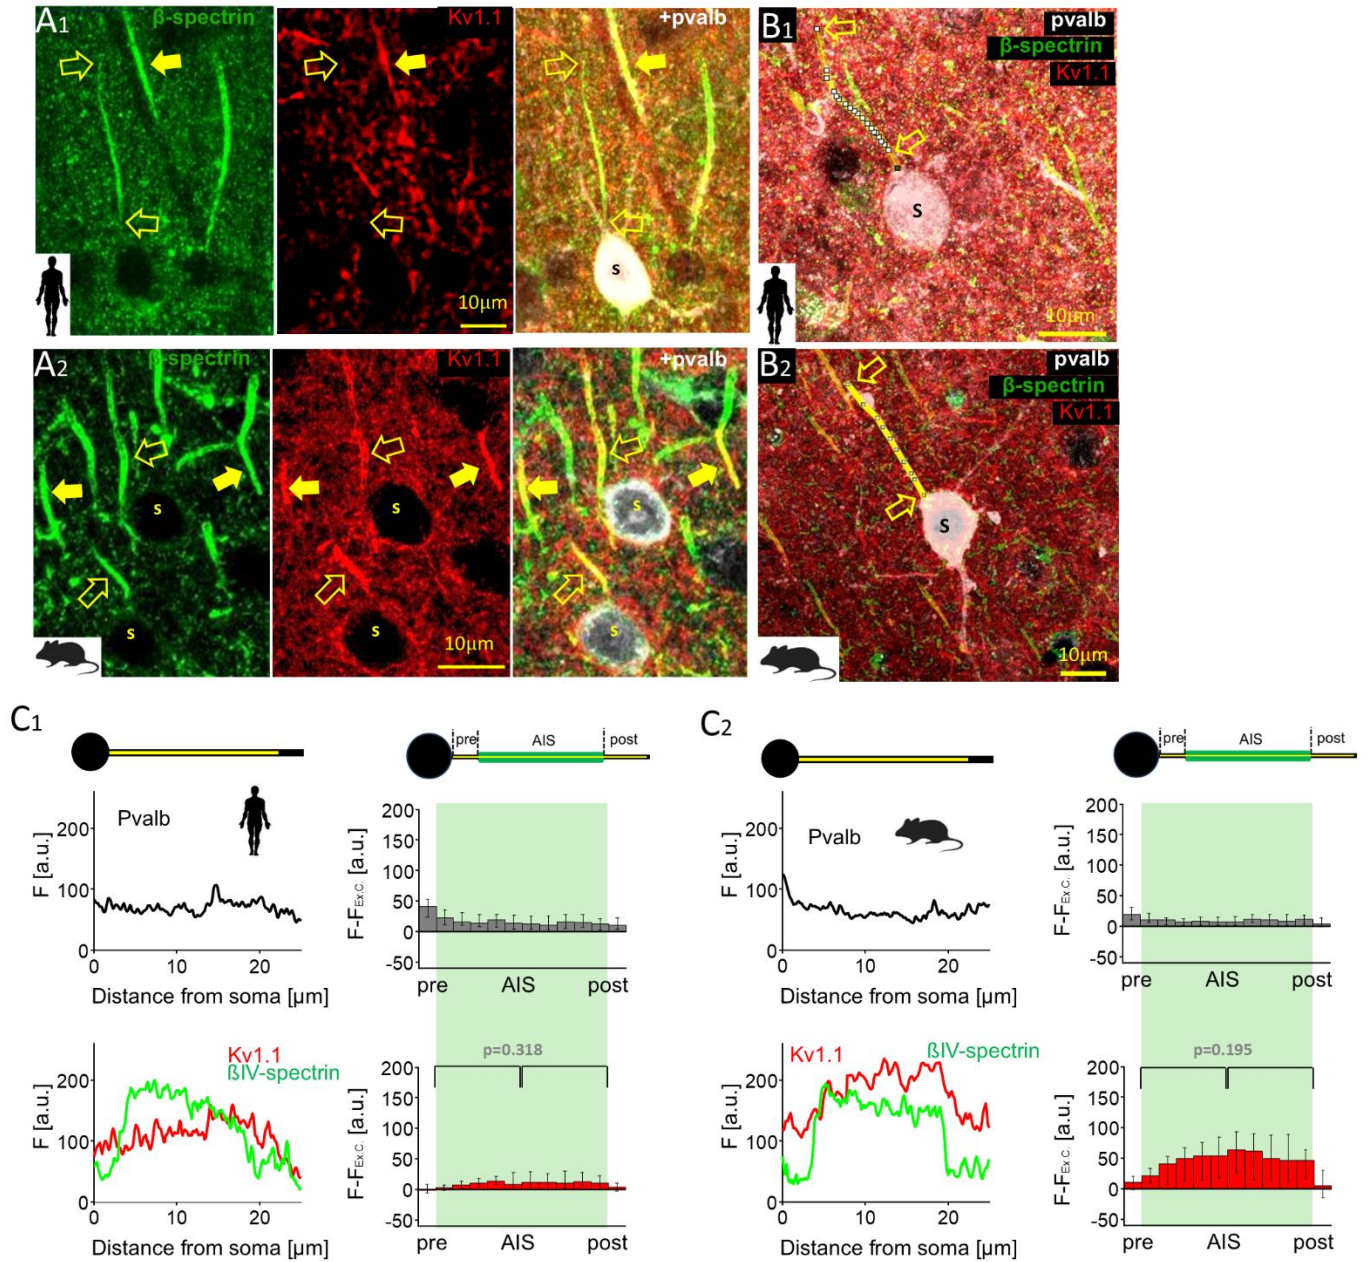 A1 β-spectrin Kv1.1 +pvalb
s
10µm
B1 pvalb
β-spectrin
Kv1.1
S
10µm
A2 β-spectrin Kv1.1 +pvalb
s s s
s s s
10µm
B2 pvalb
β-spectrin
Kv1.1
S
10µm
C1
pre AIS post
Pvalb
F [a.u.]
200
100
0
0 10 20
Distance from soma [µm]
F-FEx.C. [a.u.]
200
150
100
50
0
-50
pre AIS post
Kv1.1
ßIV-spectrin
F [a.u.]
200
100
0
0 10 20
Distance from soma [µm]
p=0.318
F-FEx.C. [a.u.]
200
150
100
50
0
-50
pre AIS post
C2
pre AIS post
Pvalb
F [a.u.]
200
100
0
0 10 20
Distance from soma [µm]
F-FEx.C. [a.u.]
200
150
100
50
0
-50
pre AIS post
Kv1.1 ßIV-spectrin
F [a.u.]
200
100
0
0 10 20
Distance from soma [µm]
p=0.195
F-FEx.C. [a.u.]
200
150
100
50
0
-50
pre AIS post